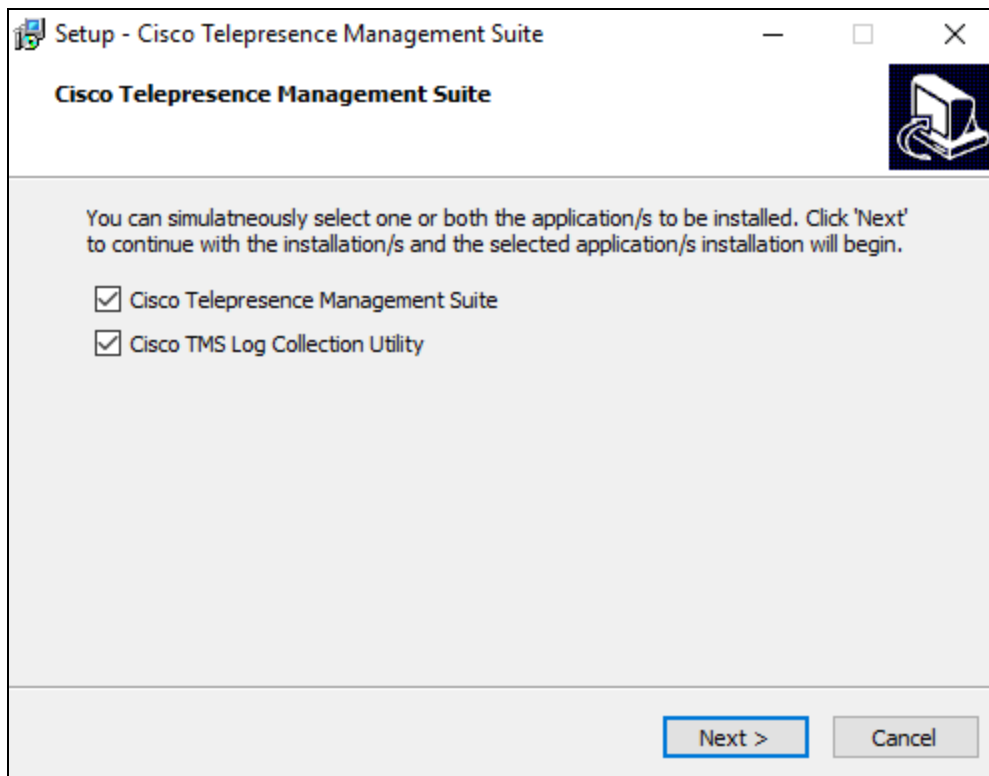 Setup - Cisco Telepresence Management Suite
Cisco Telepresence Management Suite
You can simulatneously select one or both the application/s to be installed. Click 'Next'
to continue with the installation/s and the selected application/s installation will begin.
Cisco Telepresence Management Suite
Cisco TMS Log Collection Utility
Next >
Cancel